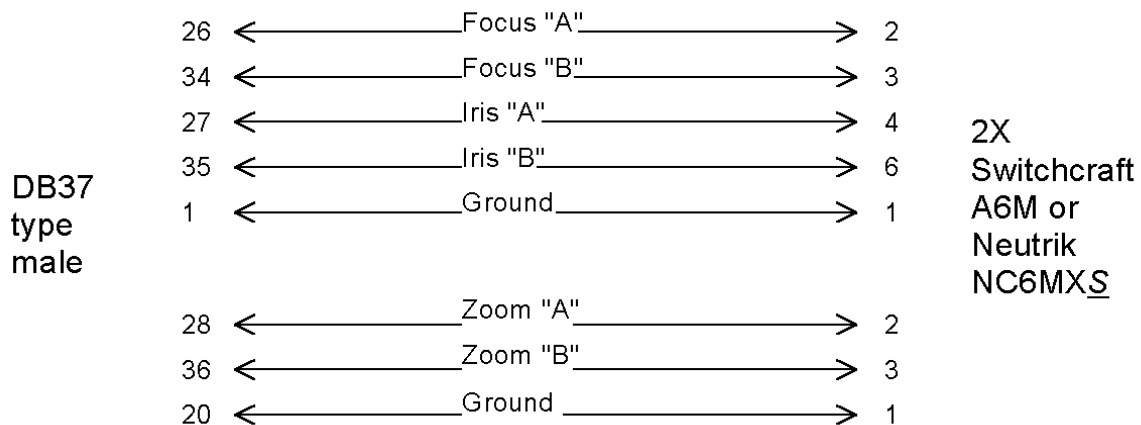 26 Focus "A" 2
34 Focus "B" 3
27 Iris "A" 4
35 Iris "B" 6
1 Ground 1
DB37
type
male
2X
Switchcraft
A6M or
Neutrik
NC6MXS
28 Zoom "A" 2
36 Zoom "B" 3
20 Ground 1